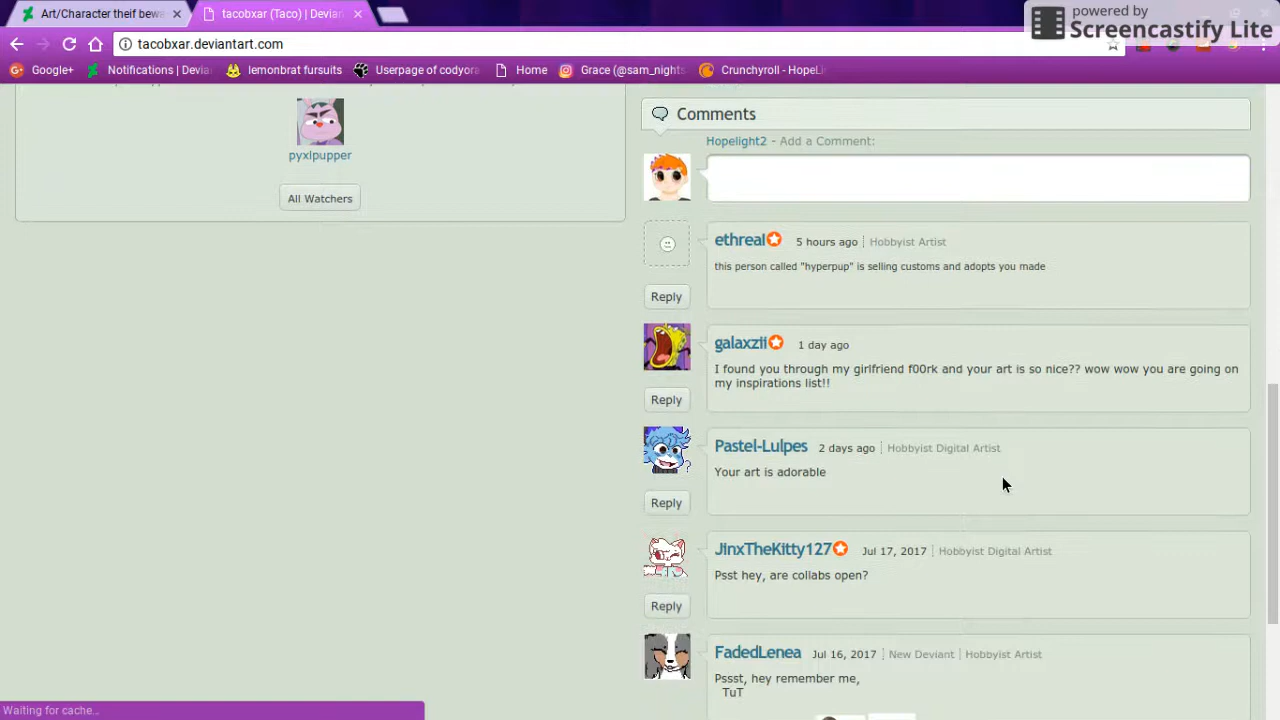 Art/Character theif bewa
tacobxar (Taco) | Devian
powered by
Screencastify Lite
tacobxar.deviantart.com
Google+
Notifications | Devia
lemonbrat fursuits
Userpage of codyora
Home
Grace (@sam_nights
Crunchyroll - HopeLi
pyxlpupper
All Watchers
Comments
Hopelight2 - Add a Comment:
ethreal 5 hours ago Hobbyist Artist
this person called "hyperpup" is selling customs and adopts you made
Reply
galaxzii 1 day ago
I found you through my girlfriend f00rk and your art is so nice?? wow wow you are going on
my inspirations list!!
Reply
Pastel-Lulpes 2 days ago Hobbyist Digital Artist
Your art is adorable
Reply
JinxTheKitty127 Jul 17, 2017 Hobbyist Digital Artist
Psst hey, are collabs open?
Reply
FadedLenea Jul 16, 2017 New Deviant Hobbyist Artist
Pssst, hey remember me,
TuT
Waiting for cache...